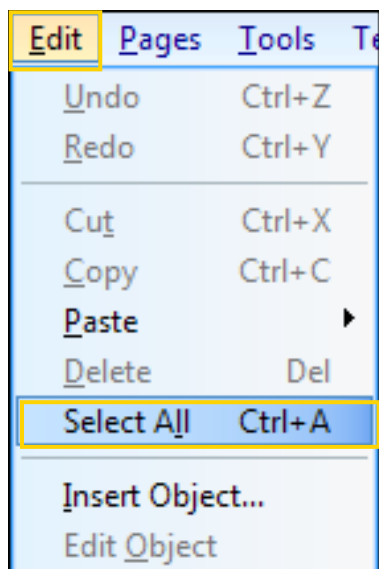 Edit Pages Tools
Undo Ctrl+Z
Redo Ctrl+Y
Cut Ctrl+X
Copy Ctrl+C
Paste
Delete Del
Select All Ctrl+A
Insert Object...
Edit Object